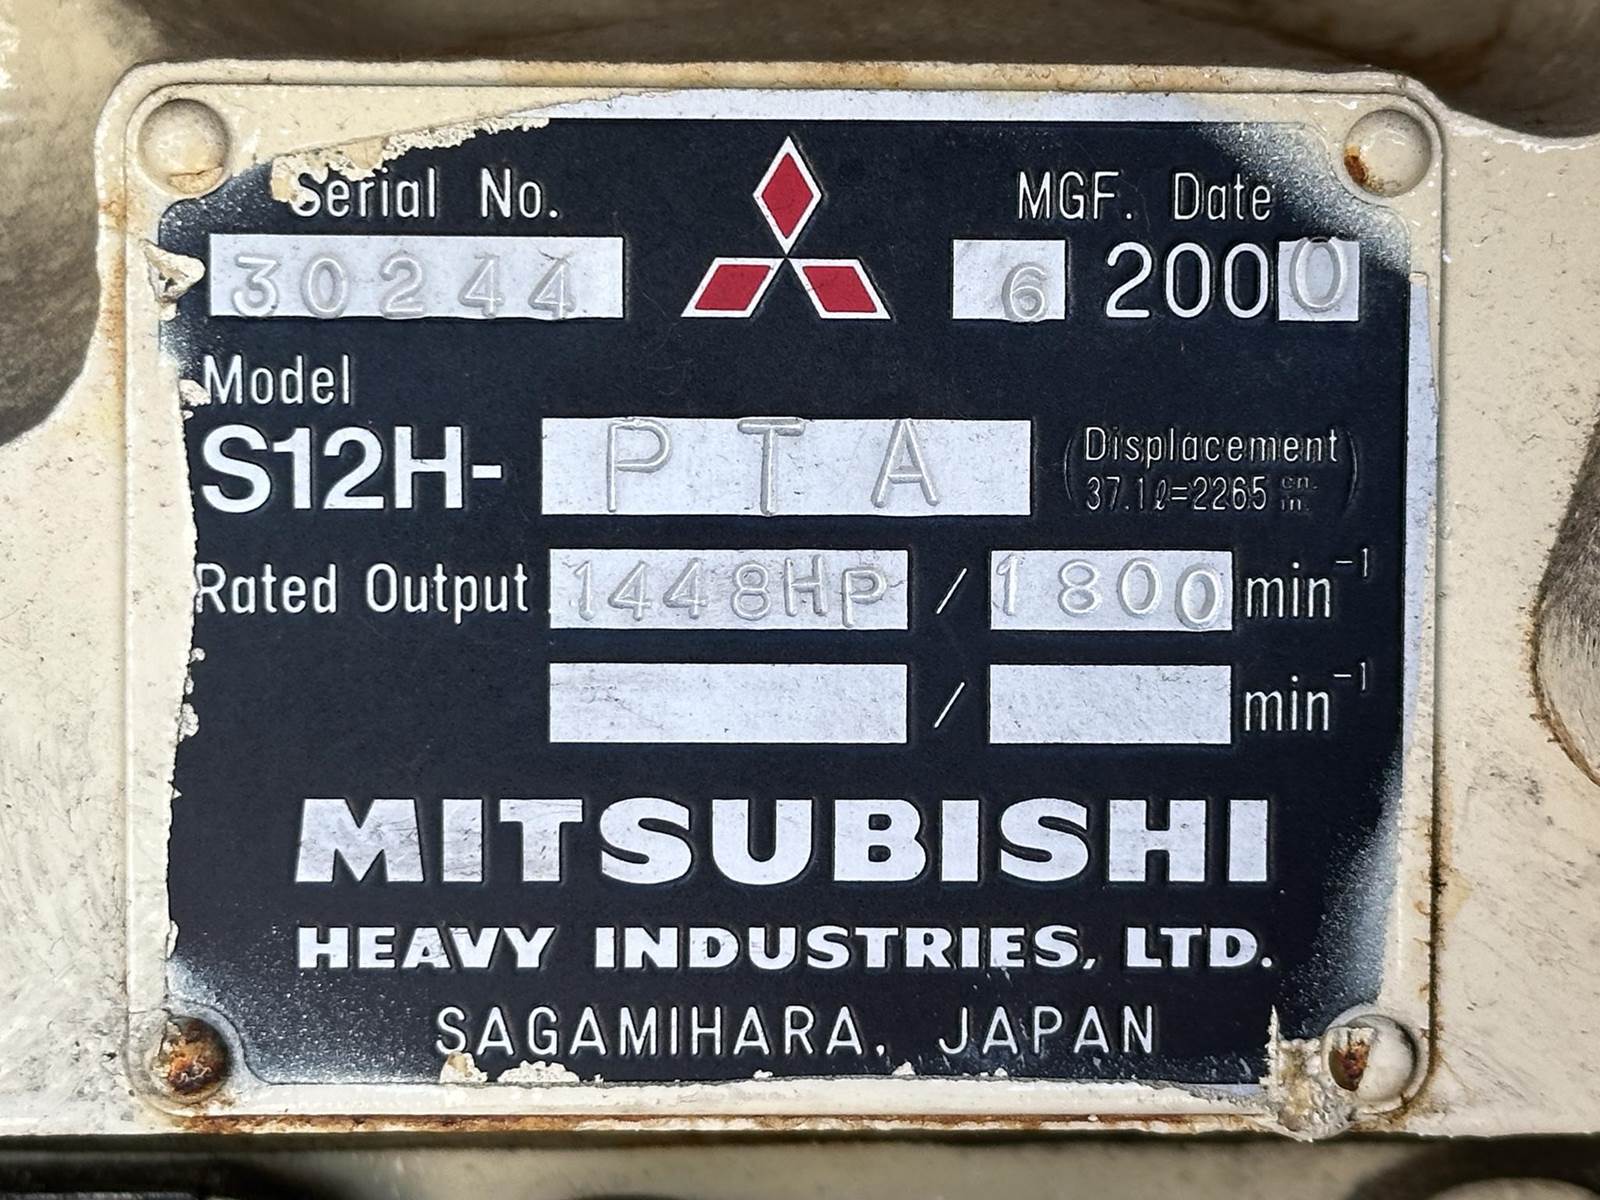 Serial No.
MGF. Date
30244
6 2000
Model
S12H- PTA
Displacement
37.1ℓ=2265 cn. in.
Rated Output 1448HP / 1800 min⁻¹
/ min⁻¹
MITSUBISHI
HEAVY INDUSTRIES, LTD.
SAGAMIHARA, JAPAN